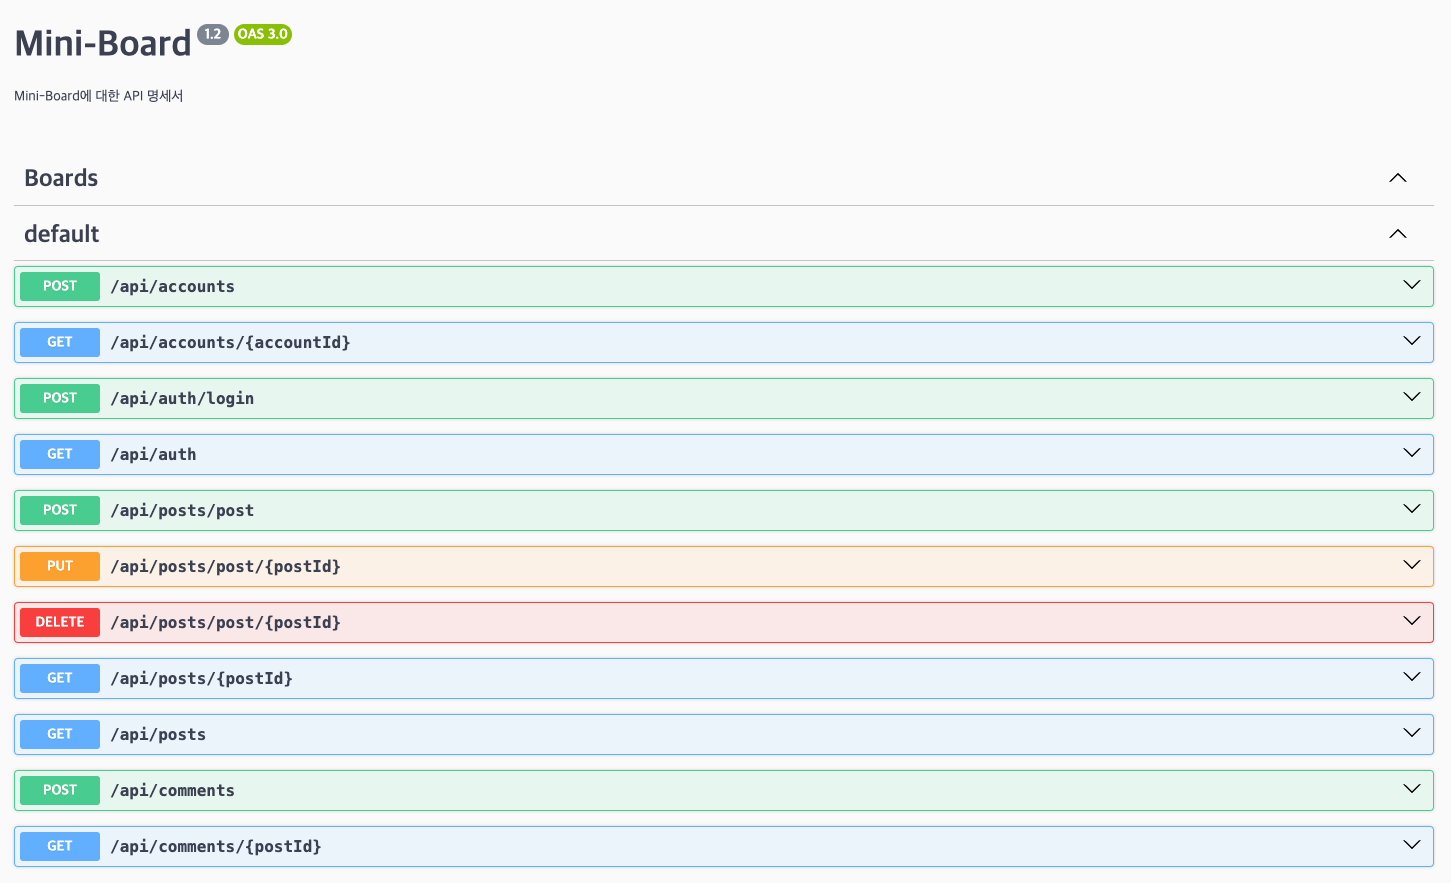 Mini-Board 1.2 OAS 3.0
Mini-Board에 대한 API 명세서
Boards
default
POST /api/accounts
GET /api/accounts/{accountId}
POST /api/auth/login
GET /api/auth
POST /api/posts/post
PUT /api/posts/post/{postId}
DELETE /api/posts/post/{postId}
GET /api/posts/{postId}
GET /api/posts
POST /api/comments
GET /api/comments/{postId}